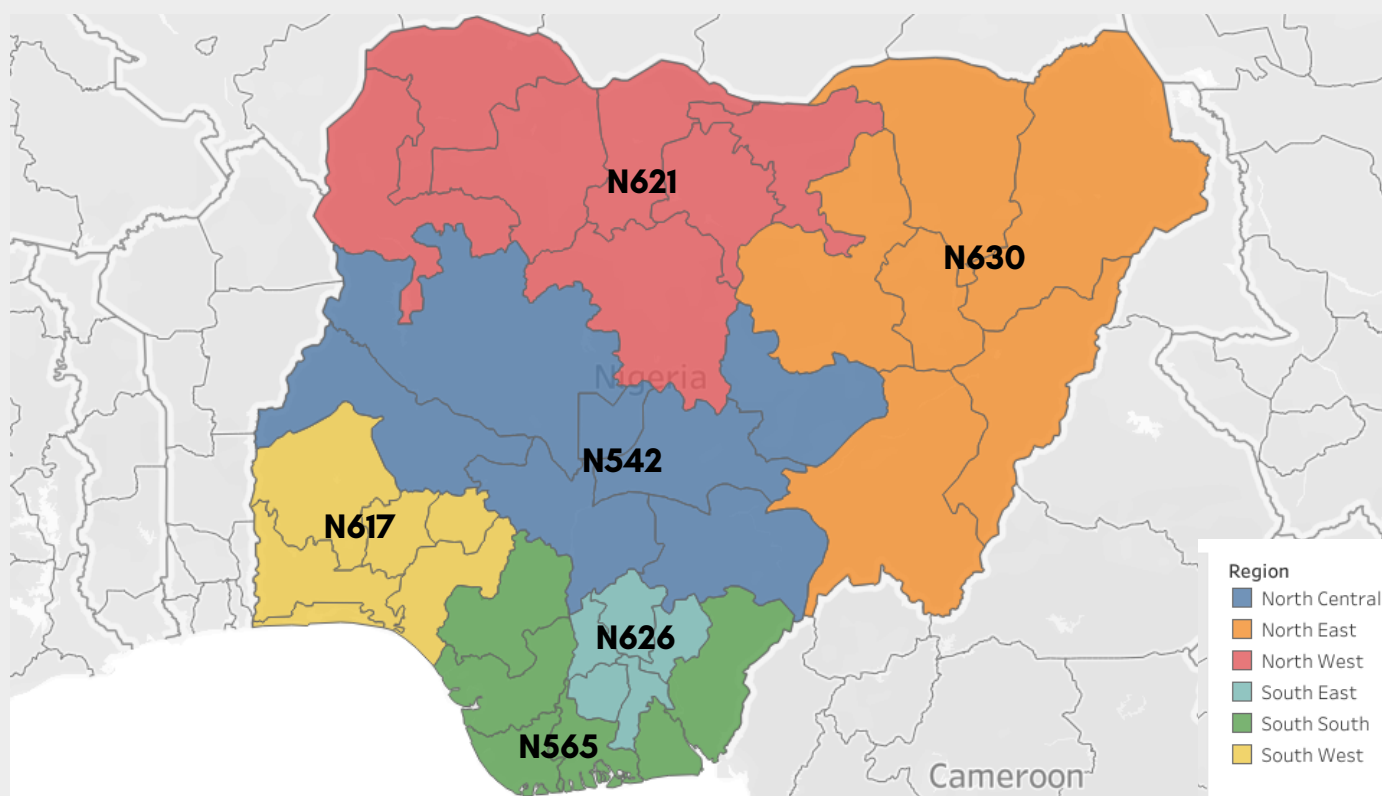 N621
N630
Nigeria
N542
N617
N626
N565
Cameroon
Region
North Central
North East
North West
South East
South South
South West